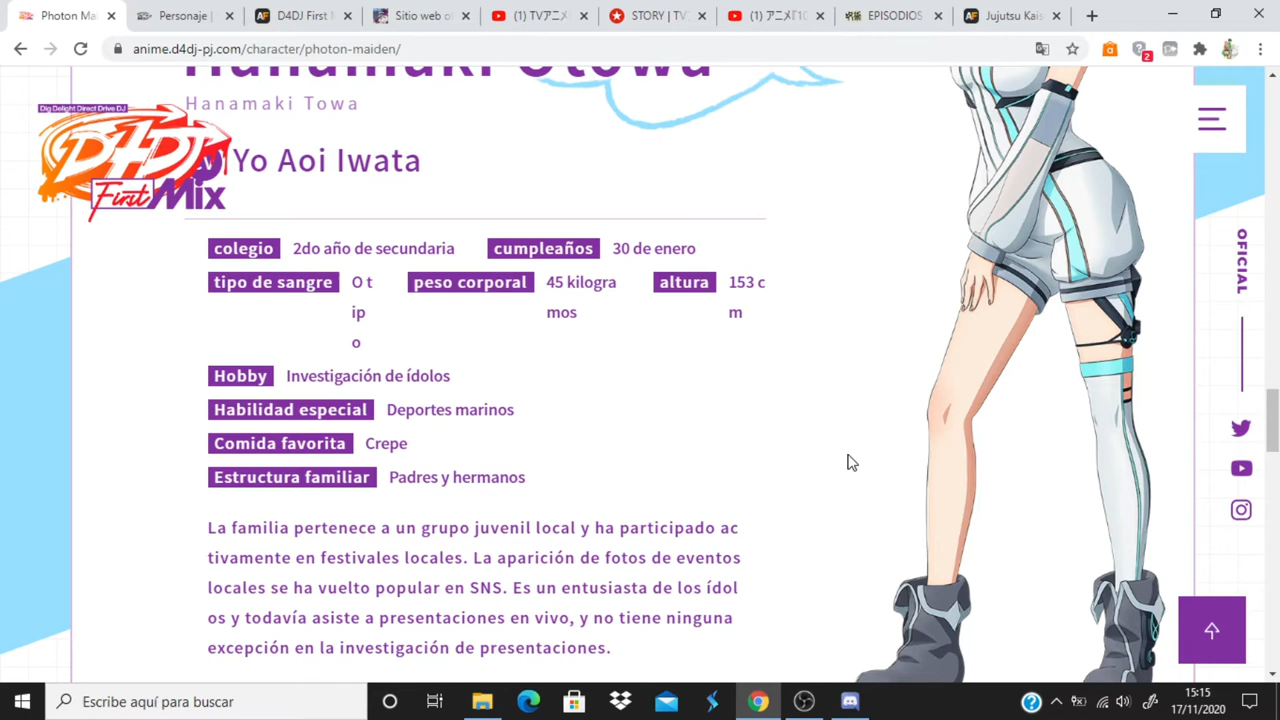 Photon Mai
Personaje |
D4DJ First M
Sitio web of
(1) TVアニメ
STORY | TV
(1) アニメ「10
EPISODIOS
Jujutsu Kais
anime.d4dj-pj.com/character/photon-maiden/
2
Hanamaki Otowa
Hanamaki Towa
Dig Delight Direct Drive DJ
D4DJ
First Mix
Yo Aoi Iwata
colegio 2do año de secundaria cumpleaños 30 de enero
tipo de sangre O t peso corporal 45 kilogra altura 153 c
ip mos m
o
Hobby Investigación de ídolos
Habilidad especial Deportes marinos
Comida favorita Crepe
Estructura familiar Padres y hermanos
La familia pertenece a un grupo juvenil local y ha participado ac
tivamente en festivales locales. La aparición de fotos de eventos
locales se ha vuelto popular en SNS. Es un entusiasta de los ídol
os y todavía asiste a presentaciones en vivo, y no tiene ninguna
excepción en la investigación de presentaciones.
OFICIAL
Escribe aquí para buscar
15:15
17/11/2020